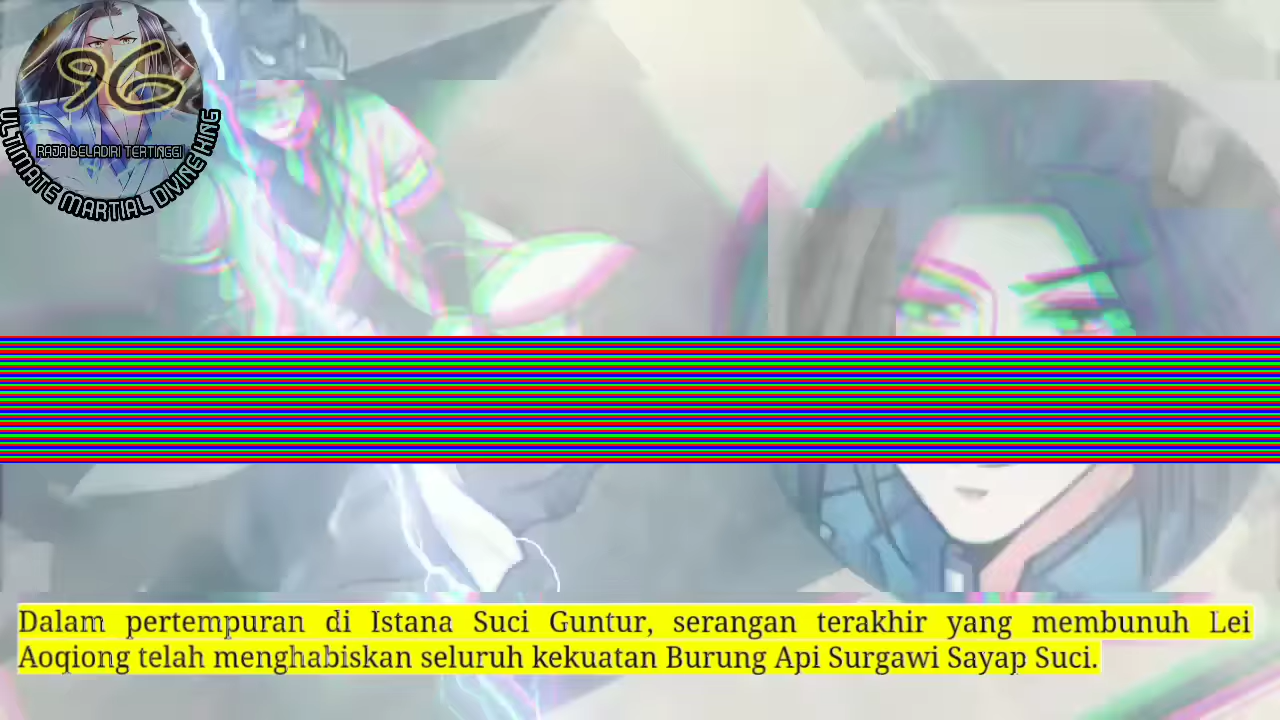 96
RAJA BELADIRI TERTINGGI
ULTIMATE MARTIAL DIVINE KING
Dalam pertempuran di Istana Suci Guntur, serangan terakhir yang membunuh Lei
Aoqiong telah menghabiskan seluruh kekuatan Burung Api Surgawi Sayap Suci.